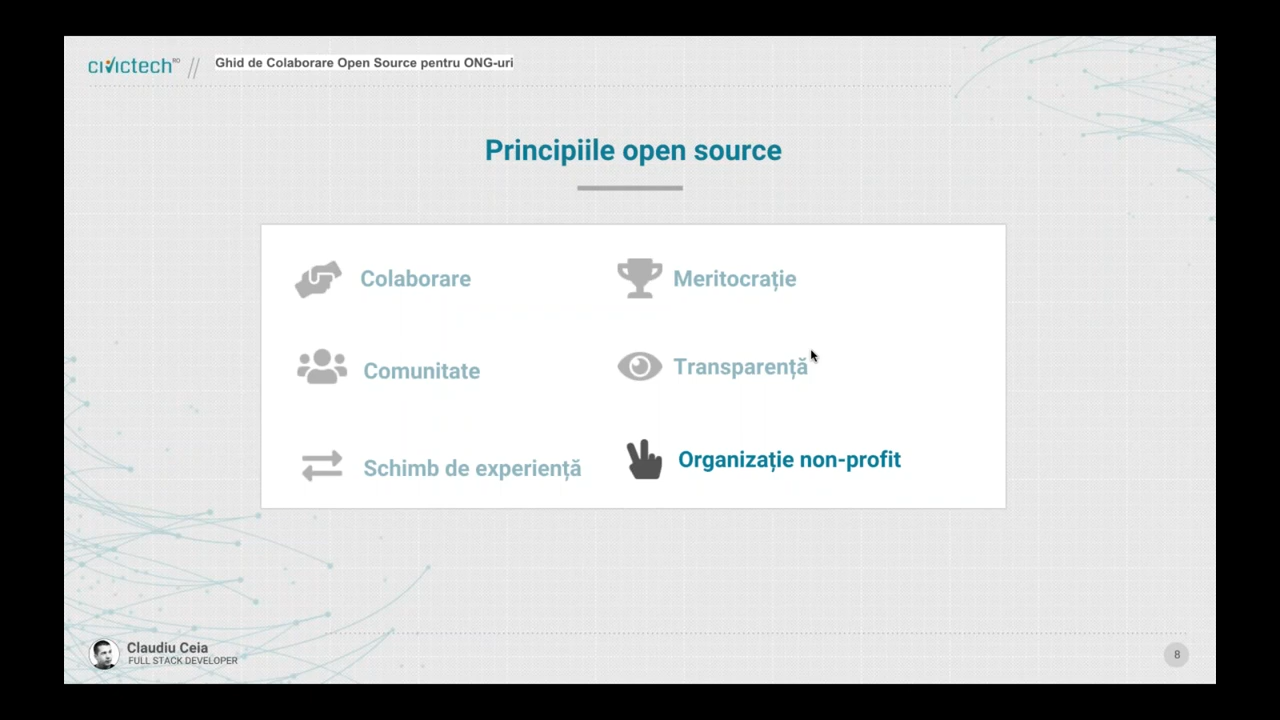 civictech RO // Ghid de Colaborare Open Source pentru ONG-uri
Principiile open source
Colaborare
Meritocrație
Comunitate
Transparență
Schimb de experiență
Organizație non-profit
Claudiu Ceia
FULL STACK DEVELOPER
8